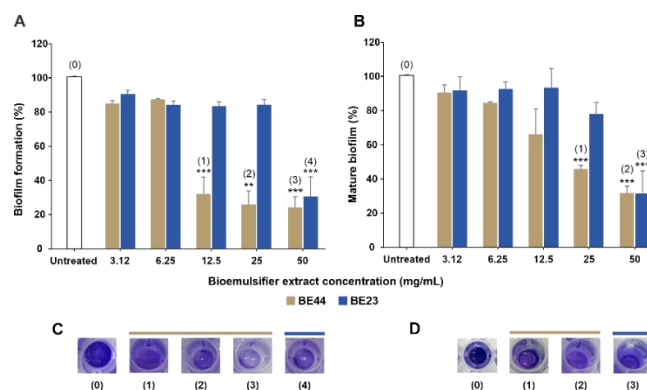 A
B
120
100
80
60
40
20
0
Biofilm formation (%)
(0)
(1)
***
(2)
**
(3)
***
(4)
***
Untreated 3.12 6.25 12.5 25 50
120
100
80
60
40
20
0
Mature biofilm (%)
(0)
(1)
***
(2)
***
(3)
***
Untreated 3.12 6.25 12.5 25 50
Bioemulsifier extract concentration (mg/mL)
BE44 BE23
C
(0) (1) (2) (3) (4)
D
(0) (1) (2) (3)